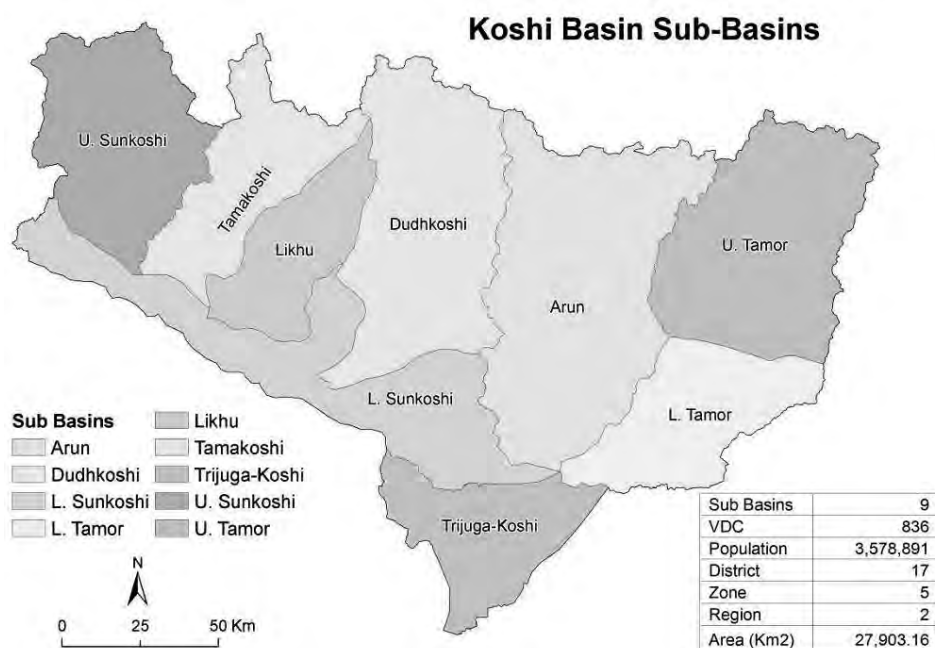 Koshi Basin Sub-Basins
U. Sunkoshi
Tamakoshi
Likhu
Dudhkoshi
Arun
U. Tamor
L. Sunkoshi
L. Tamor
Trijuga-Koshi
Sub Basins
Arun
Dudhkoshi
L. Sunkoshi
L. Tamor
Likhu
Tamakoshi
Trijuga-Koshi
U. Sunkoshi
U. Tamor
N
0 25 50 Km
Sub Basins 9
VDC 836
Population 3,578,891
District 17
Zone 5
Region 2
Area (Km2) 27,903.16